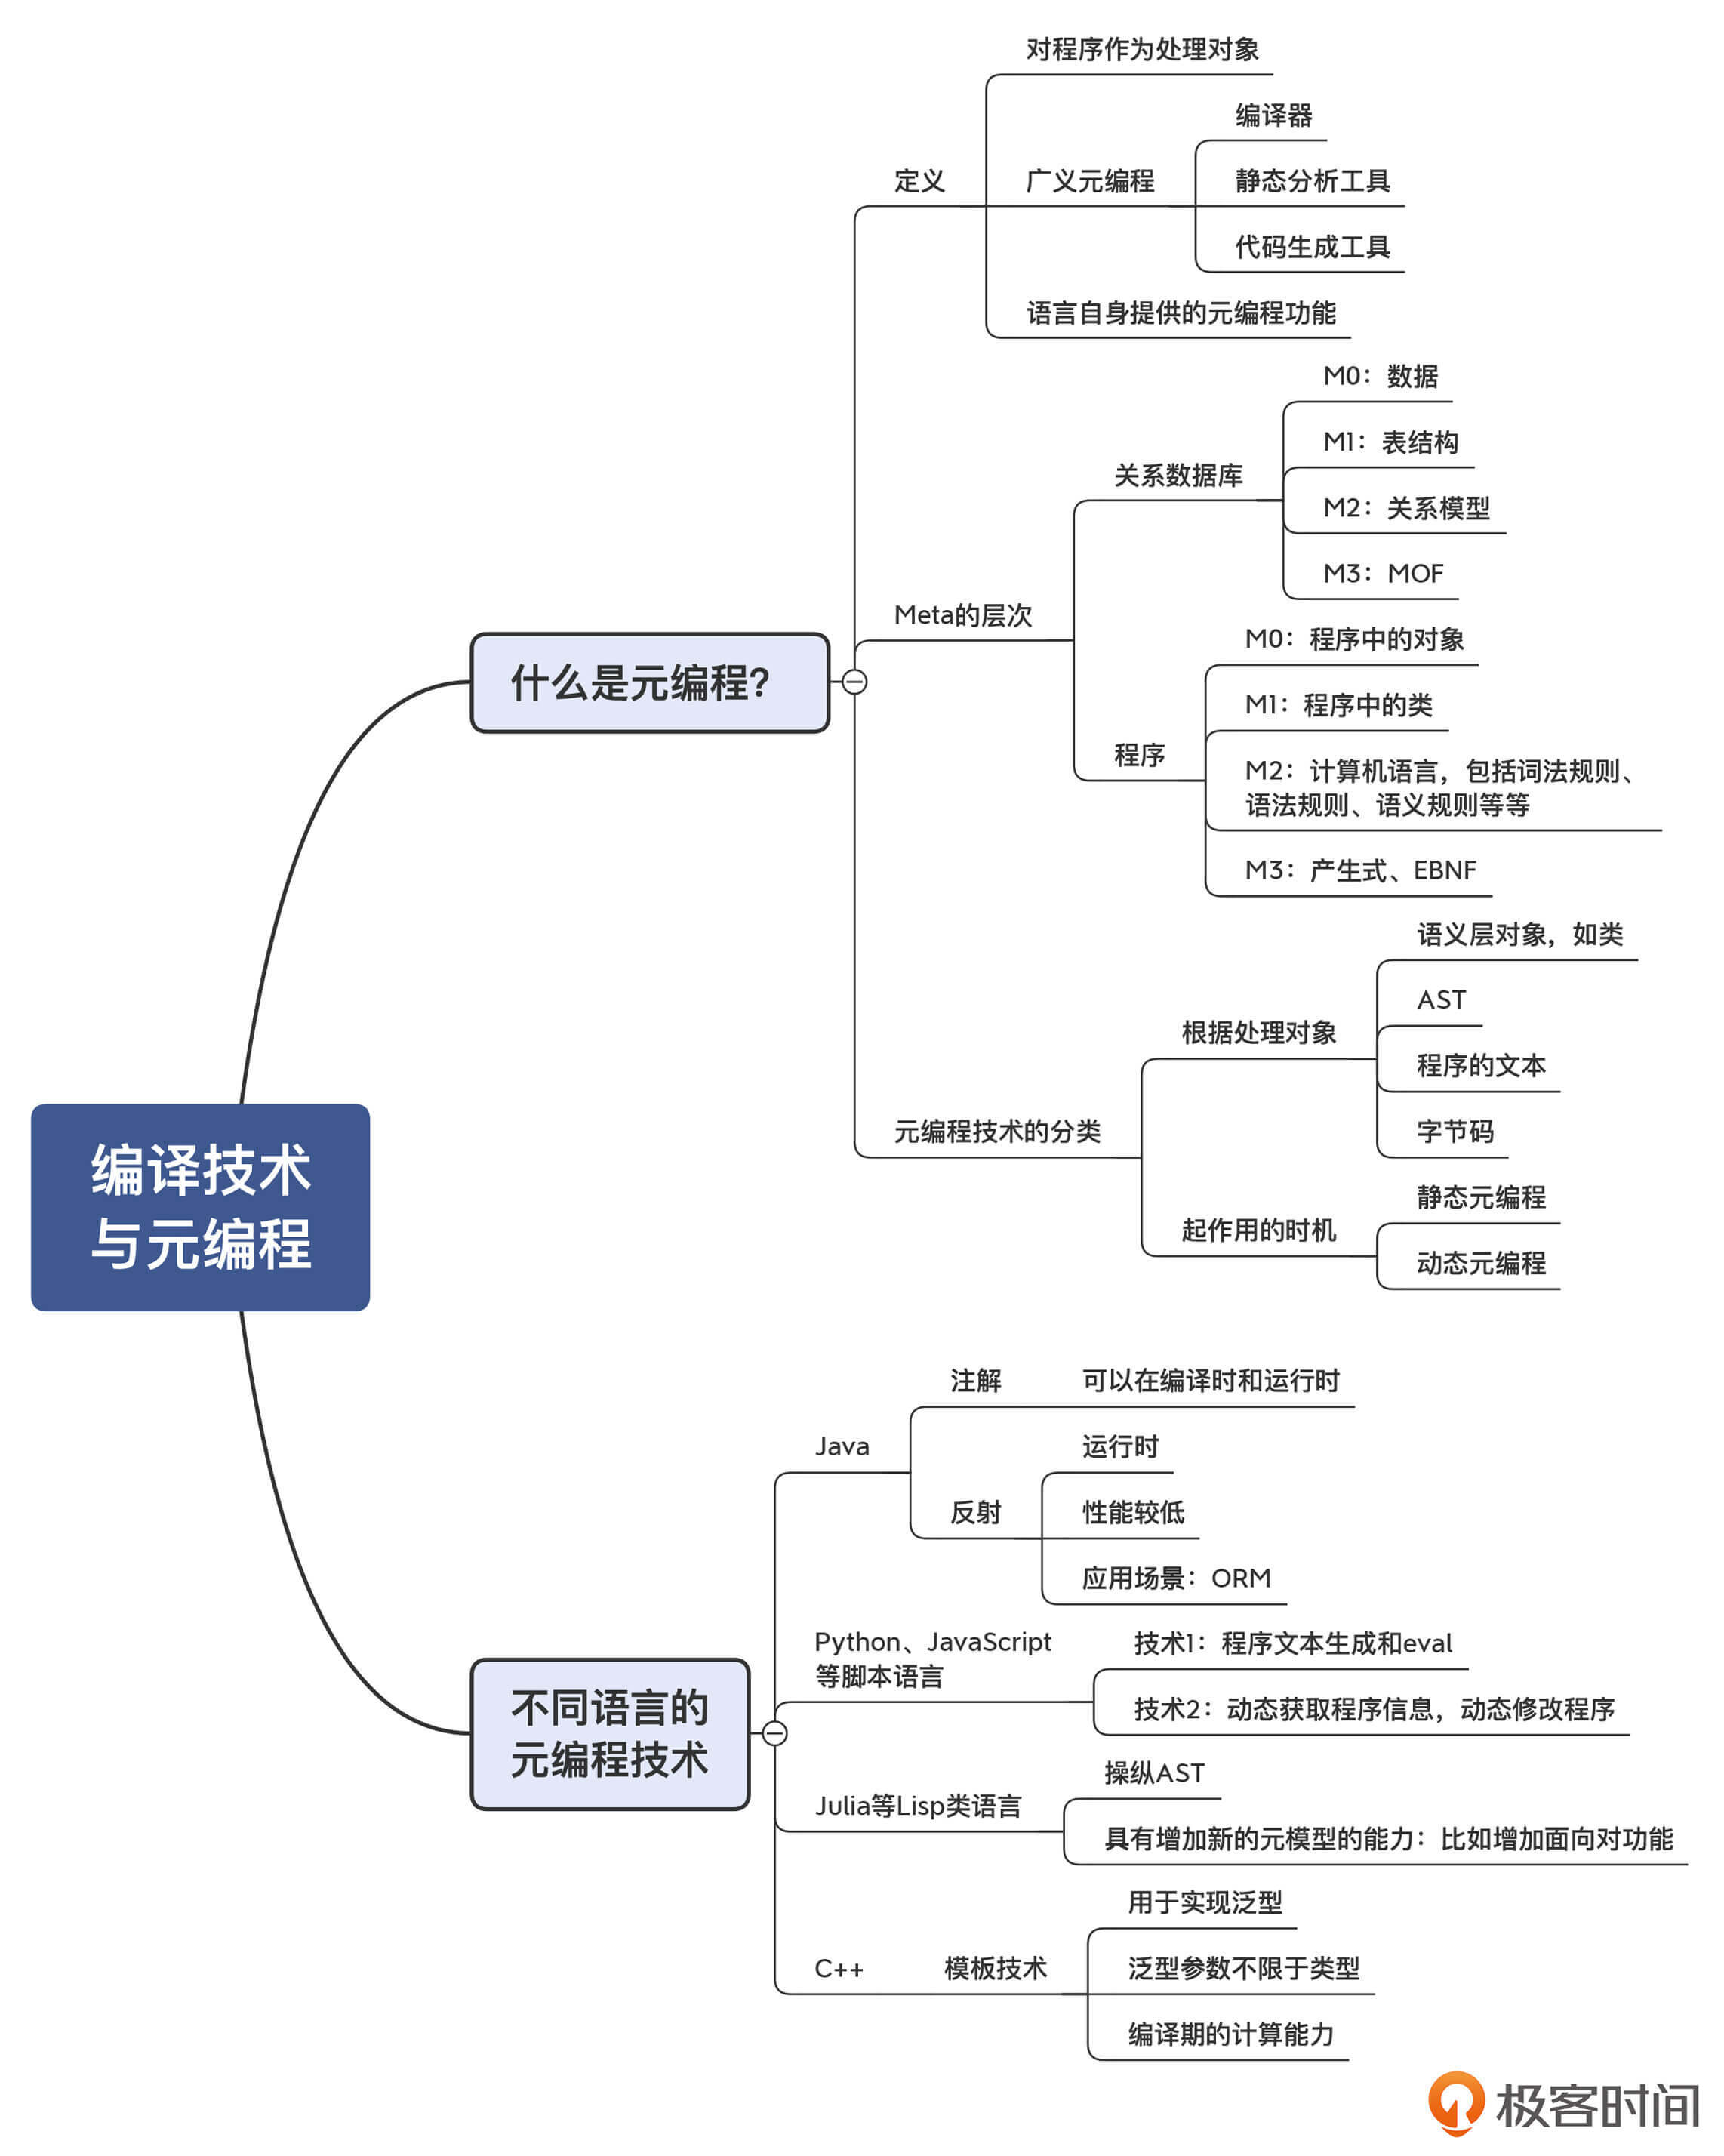 编译技术
与元编程
什么是元编程？
定义
对程序作为处理对象
广义元编程
编译器
静态分析工具
代码生成工具
语言自身提供的元编程功能
Meta的层次
关系数据库
M0：数据
M1：表结构
M2：关系模型
M3：MOF
程序
M0：程序中的对象
M1：程序中的类
M2：计算机语言，包括词法规则、
语法规则、语义规则等等
M3：产生式、EBNF
元编程技术的分类
根据处理对象
语义层对象，如类
AST
程序的文本
字节码
起作用的时机
静态元编程
动态元编程
不同语言的
元编程技术
Java
注解
可以在编译时和运行时
反射
运行时
性能较低
应用场景：ORM
Python、JavaScript
等脚本语言
技术1：程序文本生成和eval
技术2：动态获取程序信息，动态修改程序
Julia等Lisp类语言
操纵AST
具有增加新的元模型的能力：比如增加面向对功能
C++
模板技术
用于实现泛型
泛型参数不限于类型
编译期的计算能力
极客时间